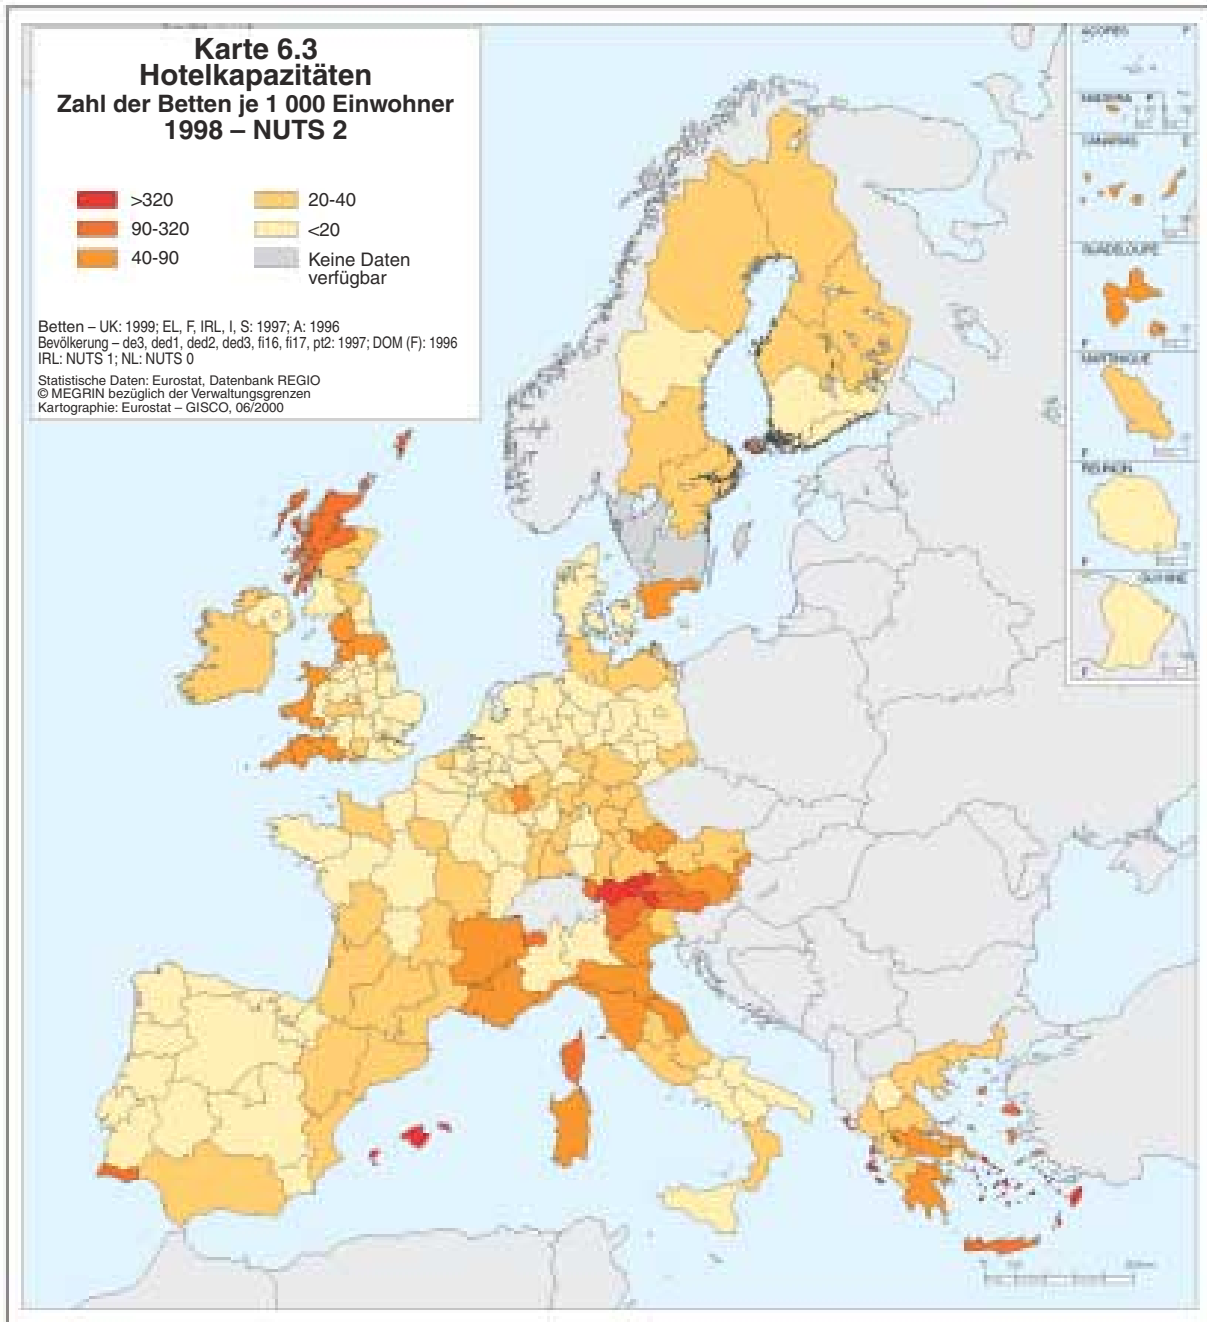 Karte 6.3
Hotelkapazitäten
Zahl der Betten je 1 000 Einwohner
1998 – NUTS 2
>320
90-320
40-90
20-40
<20
Keine Daten
verfügbar
Betten – UK: 1999; EL, F, IRL, I, S: 1997; A: 1996
Bevölkerung – de3, ded1, ded2, ded3, fi16, fi17, pt2: 1997; DOM (F): 1996
IRL: NUTS 1; NL: NUTS 0
Statistische Daten: Eurostat, Datenbank REGIO
© MEGRIN bezüglich der Verwaltungsgrenzen
Kartographie: Eurostat – GISCO, 06/2000
AÇORES P
MADEIRA P
CANARIAS E
GUADELOUPE
F
MARTINIQUE
F
REUNION
F
GUYANE
F